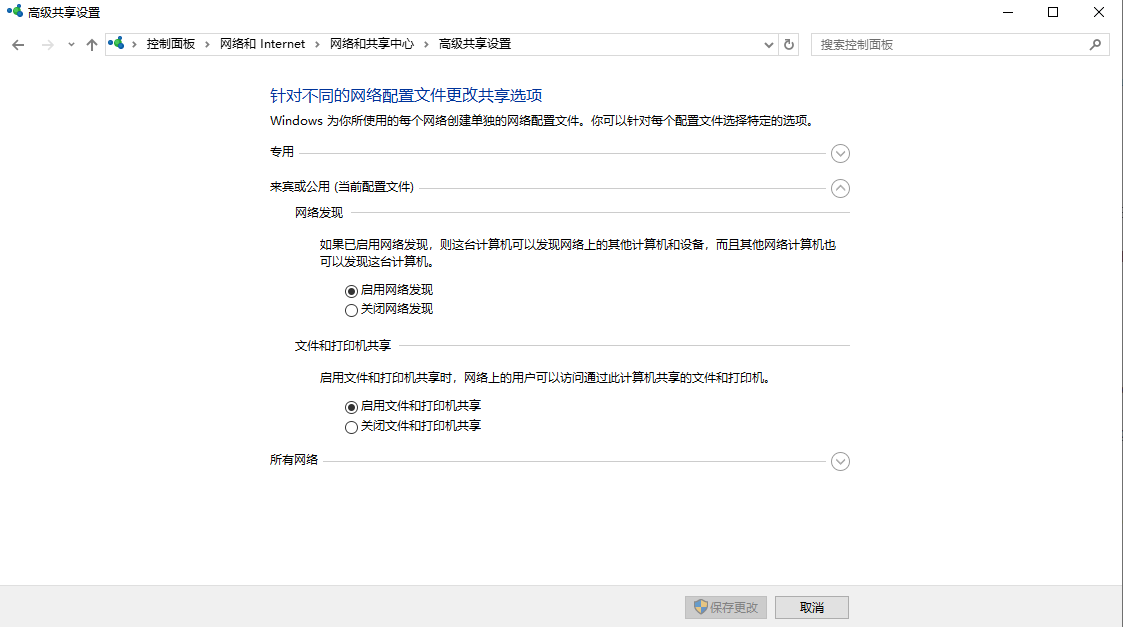 高级共享设置
控制面板 › 网络和 Internet › 网络和共享中心 › 高级共享设置
搜索控制面板
针对不同的网络配置文件更改共享选项
Windows 为你所使用的每个网络创建单独的网络配置文件。你可以针对每个配置文件选择特定的选项。
专用
来宾或公用 (当前配置文件)
网络发现
如果已启用网络发现，则这台计算机可以发现网络上的其他计算机和设备，而且其他网络计算机也
可以发现这台计算机。
启用网络发现
关闭网络发现
文件和打印机共享
启用文件和打印机共享时，网络上的用户可以访问通过此计算机共享的文件和打印机。
启用文件和打印机共享
关闭文件和打印机共享
所有网络
保存更改
取消